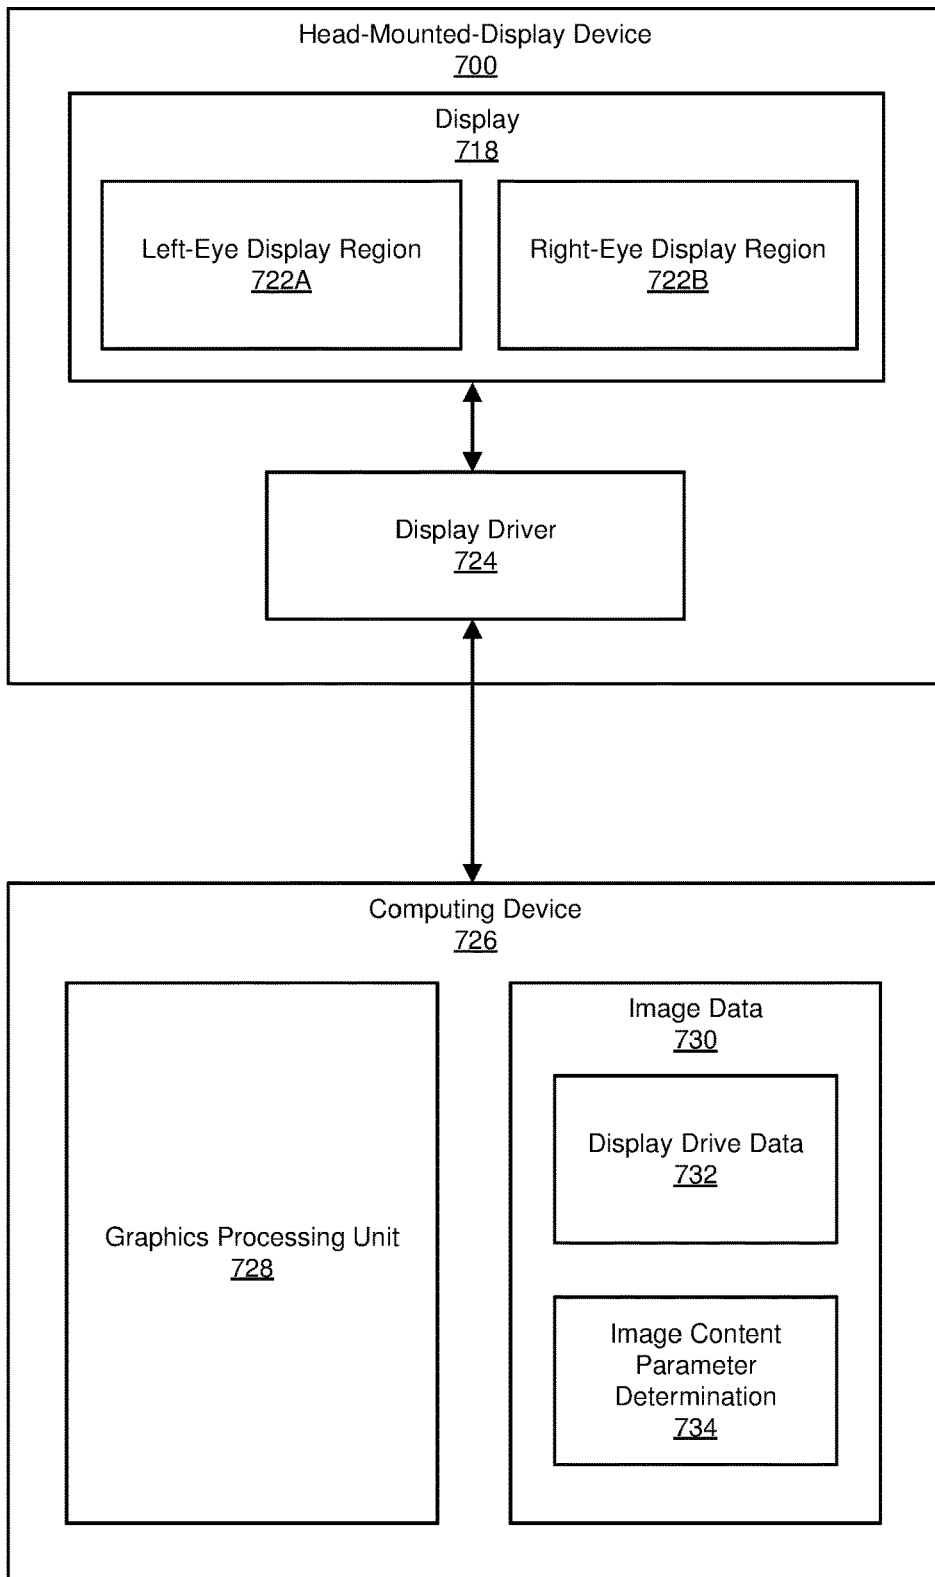 Head-Mounted-Display Device
700
Display
718
Left-Eye Display Region
722A
Right-Eye Display Region
722B
Display Driver
724
Computing Device
726
Graphics Processing Unit
728
Image Data
730
Display Drive Data
732
Image Content
Parameter
Determination
734